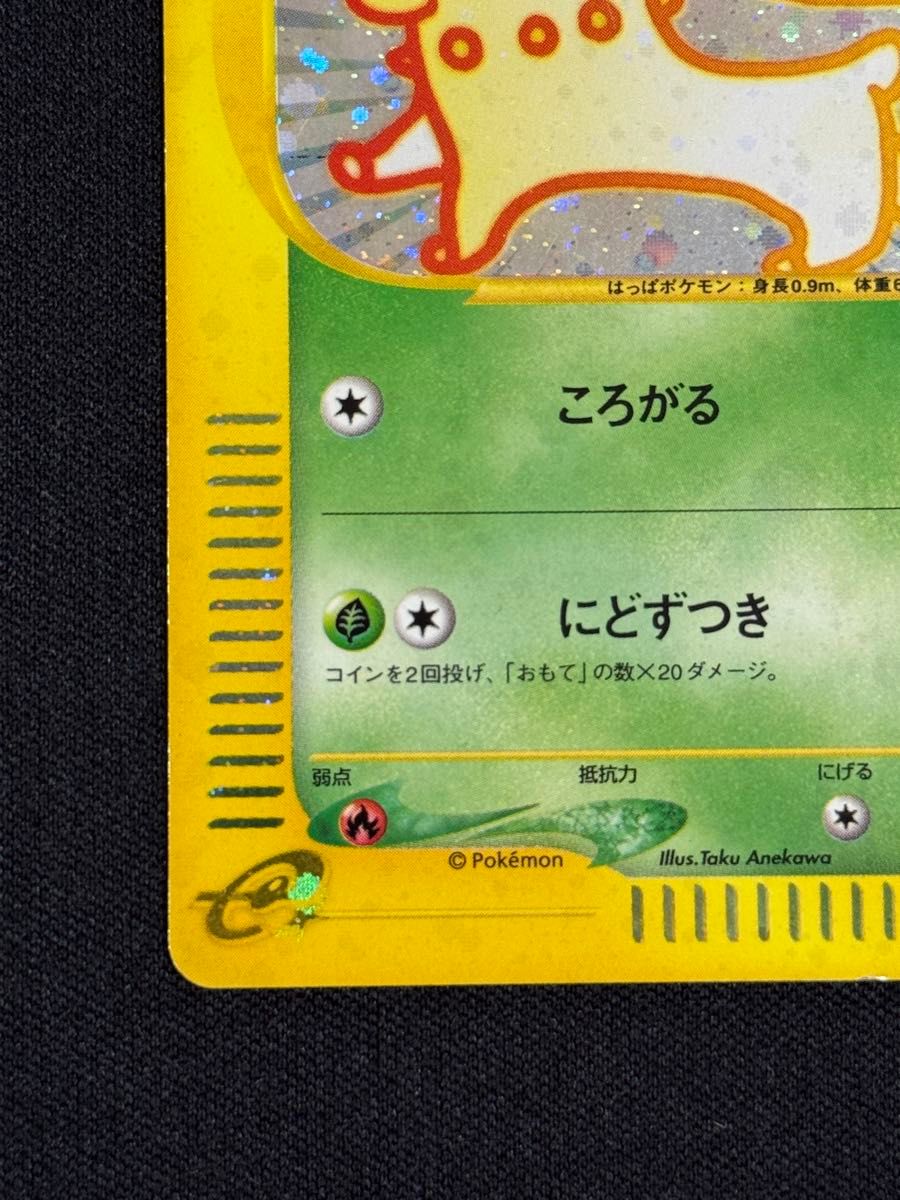 はっぱポケモン：身長0.9m、体重6
ころがる
にどずつき
コインを2回投げ、「おもて」の数×20ダメージ。
弱点 抵抗力 にげる
© Pokémon Illus.Taku Anekawa
e